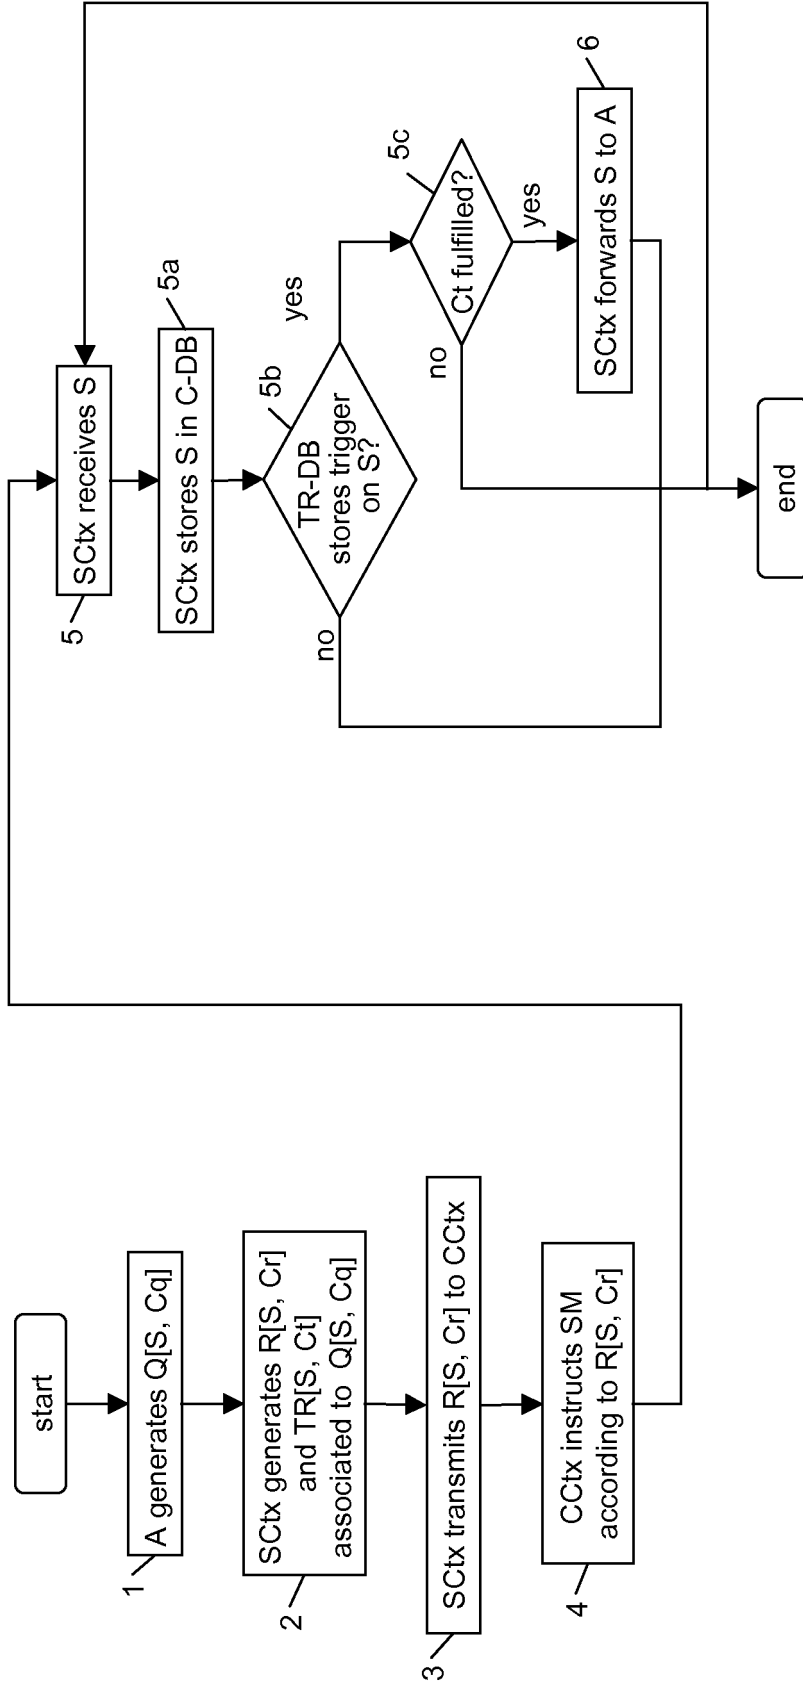 start
A generates Q[S, Cq]
1
SCtx generates R[S, Cr]
and TR[S, Ct]
associated to Q[S, Cq]
2
SCtx transmits R[S, Cr] to CCtx
3
CCtx instructs SM
according to R[S, Cr]
4
SCtx receives S
5
SCtx stores S in C-DB
5a
TR-DB
stores trigger
on S?
5b
yes
no
Ct fulfilled?
5c
no
yes
SCtx forwards S to A
6
end